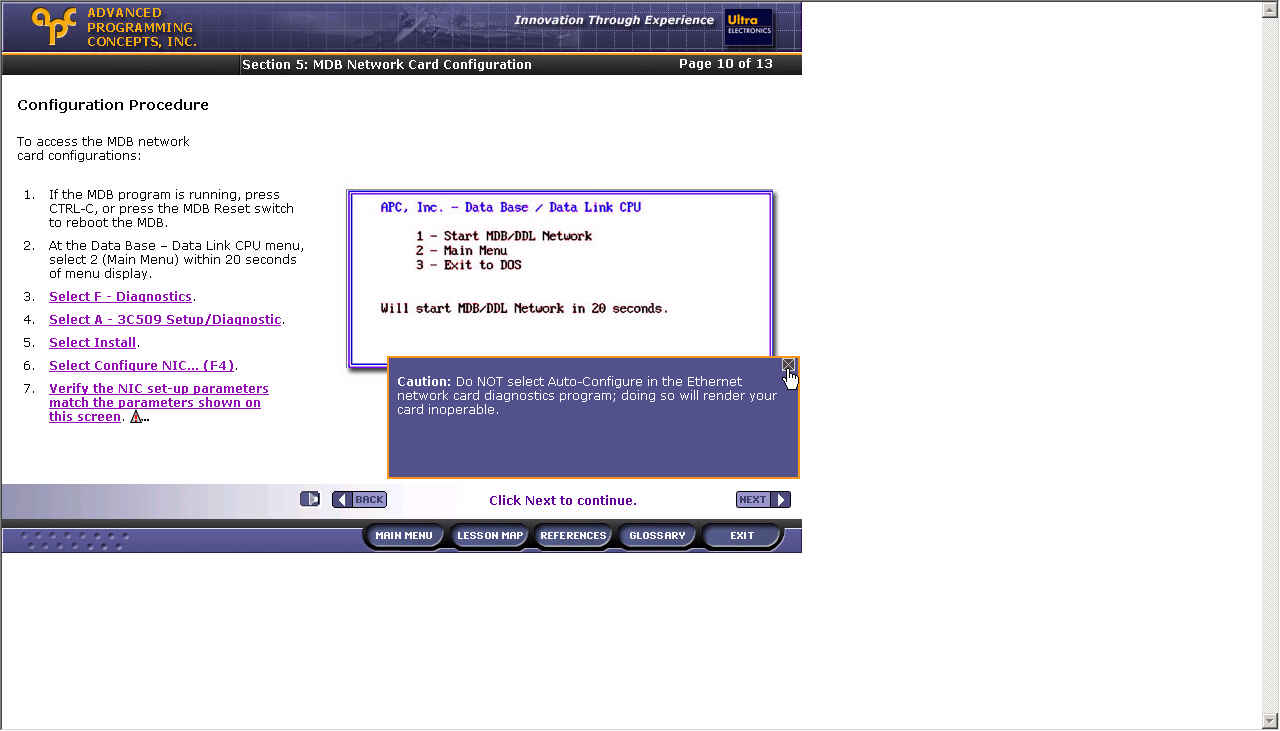 apc ADVANCED
PROGRAMMING
CONCEPTS, INC.
Innovation Through Experience
Ultra
ELECTRONICS
Section 5: MDB Network Card Configuration
Page 10 of 13
Configuration Procedure
To access the MDB network
card configurations:
1. If the MDB program is running, press
CTRL-C, or press the MDB Reset switch
to reboot the MDB.
2. At the Data Base – Data Link CPU menu,
select 2 (Main Menu) within 20 seconds
of menu display.
3. Select F - Diagnostics.
4. Select A - 3C509 Setup/Diagnostic.
5. Select Install.
6. Select Configure NIC... (F4).
7. Verify the NIC set-up parameters
match the parameters shown on
this screen. ...
APC, Inc. - Data Base / Data Link CPU
1 - Start MDB/DDL Network
2 - Main Menu
3 - Exit to DOS
Will start MDB/DDL Network in 20 seconds.
Caution: Do NOT select Auto-Configure in the Ethernet
network card diagnostics program; doing so will render your
card inoperable.
BACK
Click Next to continue.
NEXT
MAIN MENU
LESSON MAP
REFERENCES
GLOSSARY
EXIT